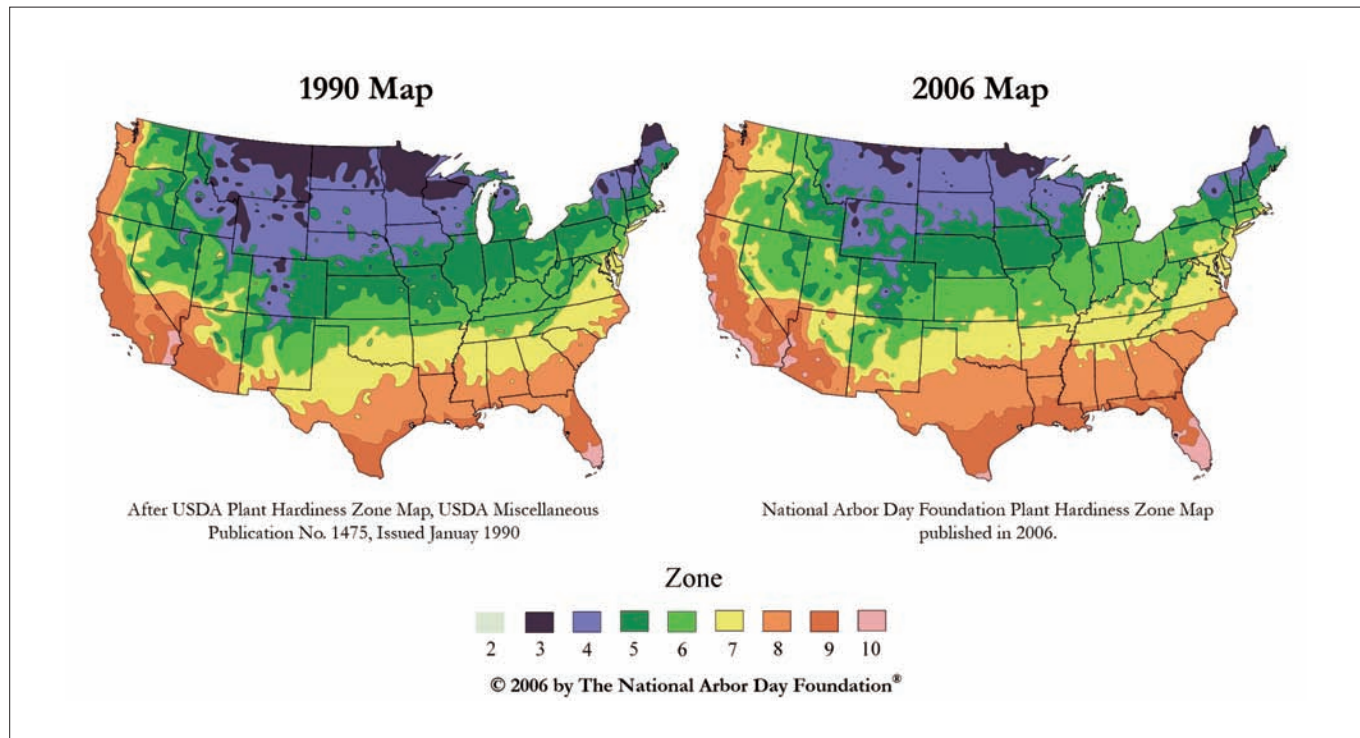 1990 Map
2006 Map
After USDA Plant Hardiness Zone Map, USDA Miscellaneous
Publication No. 1475, Issued Januay 1990
National Arbor Day Foundation Plant Hardiness Zone Map
published in 2006.
Zone
2 3 4 5 6 7 8 9 10
© 2006 by The National Arbor Day Foundation®